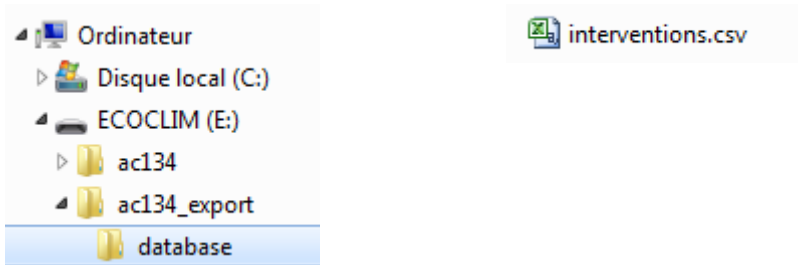 Ordinateur
Disque local (C:)
ECOCLIM (E:)
ac134
ac134_export
database
interventions.csv